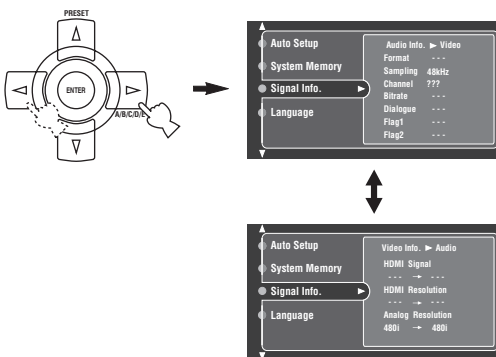 PRESET
ENTER
A/B/C/D/E
Auto Setup
System Memory
Signal Info.
Language
Audio Info. ▶ Video
Format - - -
Sampling 48kHz
Channel ???
Bitrate - - -
Dialogue - - -
Flag1 - - -
Flag2 - - -
Auto Setup
System Memory
Signal Info.
Language
Video Info. ▶ Audio
HDMI Signal
- - - → - - -
HDMI Resolution
- - - → - - -
Analog Resolution
480i → 480i